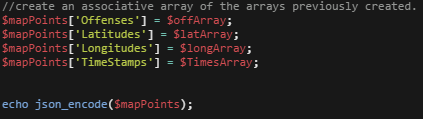 //create an associative array of the arrays previously created.
$mapPoints['Offenses'] = $offArray;
$mapPoints['Latitudes'] = $latArray;
$mapPoints['Longitudes'] = $longArray;
$mapPoints['TimeStamps'] = $TimesArray;
echo json_encode($mapPoints);